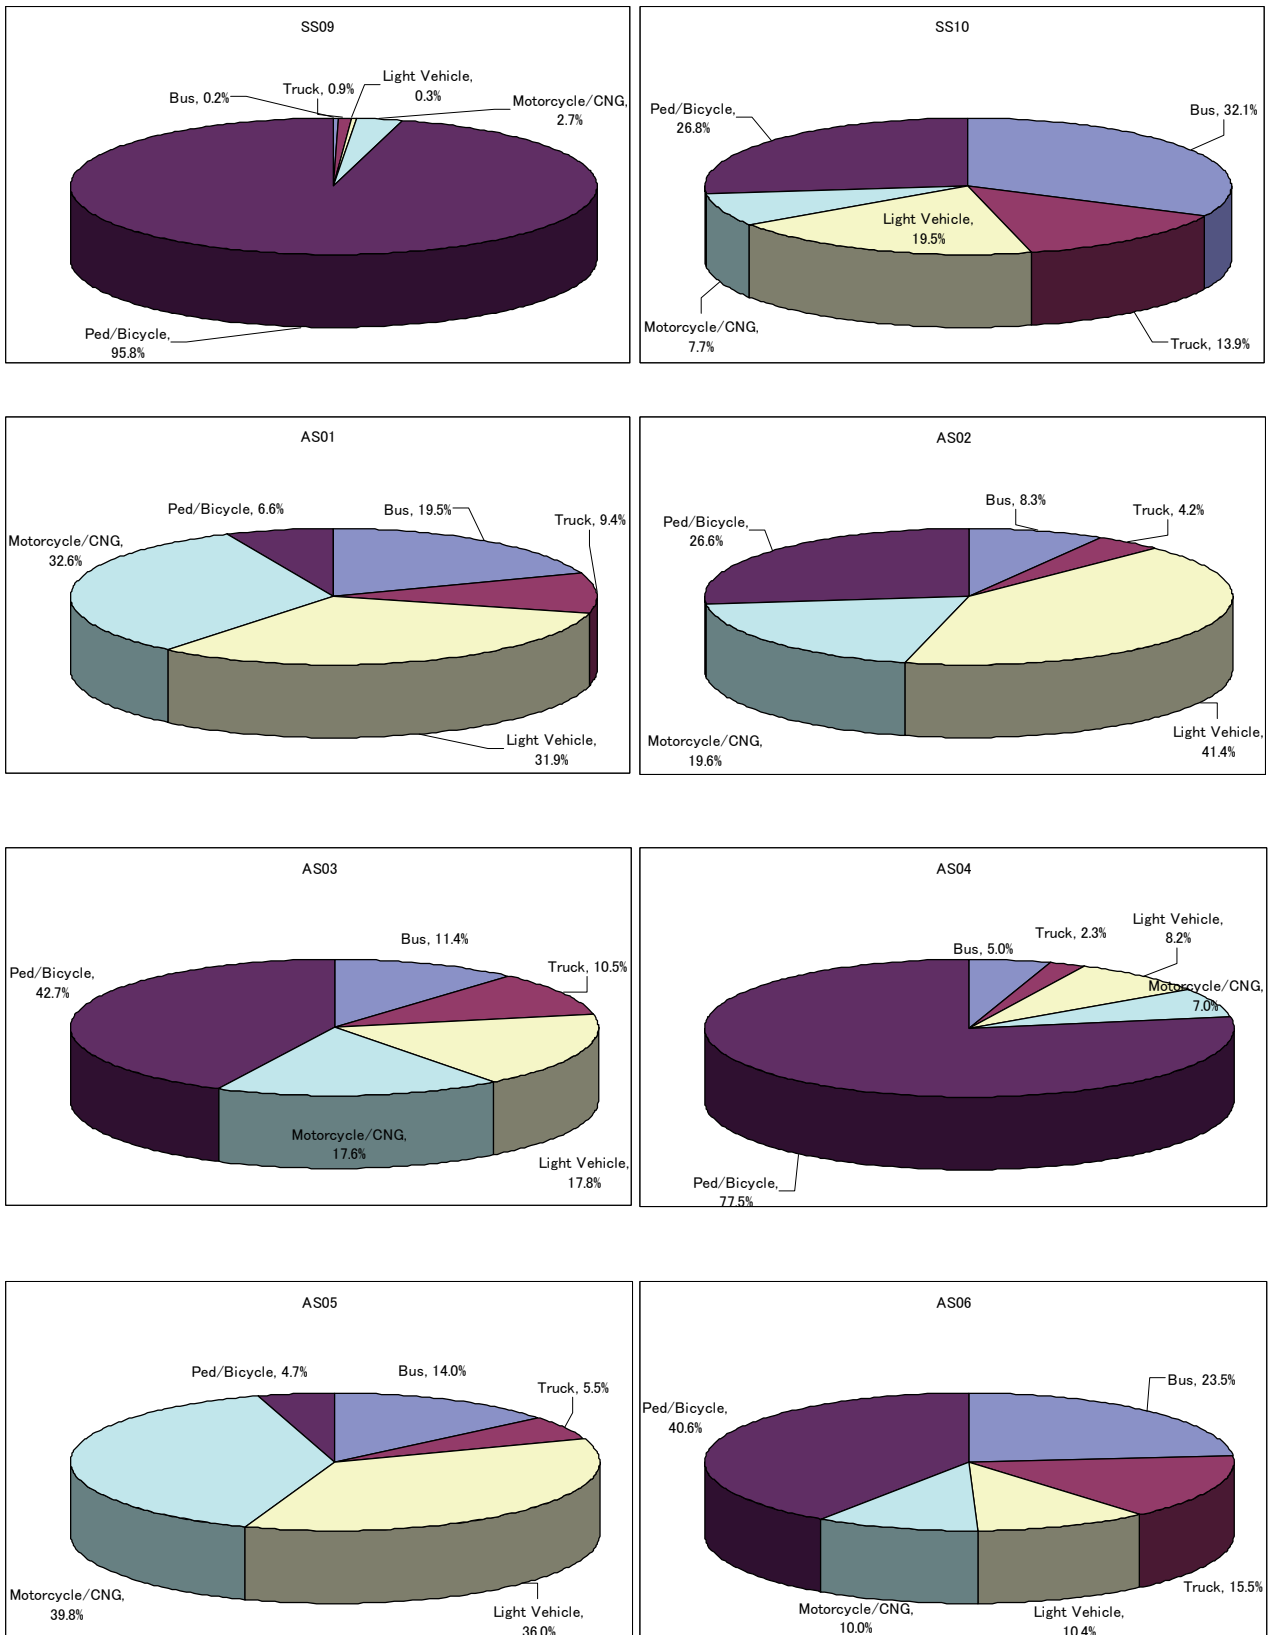 SS09
Bus, 0.2%
Truck, 0.9%
Light Vehicle,
0.3%
Motorcycle/CNG,
2.7%
Ped/Bicycle,
95.8%
SS10
Ped/Bicycle,
26.8%
Bus, 32.1%
Light Vehicle,
19.5%
Motorcycle/CNG,
7.7%
Truck, 13.9%
AS01
Ped/Bicycle, 6.6%
Bus, 19.5%
Truck, 9.4%
Motorcycle/CNG,
32.6%
Light Vehicle,
31.9%
AS02
Bus, 8.3%
Truck, 4.2%
Ped/Bicycle,
26.6%
Motorcycle/CNG,
19.6%
Light Vehicle,
41.4%
AS03
Bus, 11.4%
Truck, 10.5%
Ped/Bicycle,
42.7%
Motorcycle/CNG,
17.6%
Light Vehicle,
17.8%
AS04
Light Vehicle,
8.2%
Truck, 2.3%
Bus, 5.0%
Motorcycle/CNG,
7.0%
Ped/Bicycle,
77.5%
AS05
Ped/Bicycle, 4.7%
Bus, 14.0%
Truck, 5.5%
Motorcycle/CNG,
39.8%
Light Vehicle,
36.0%
AS06
Bus, 23.5%
Ped/Bicycle,
40.6%
Truck, 15.5%
Motorcycle/CNG,
10.0%
Light Vehicle,
10.4%